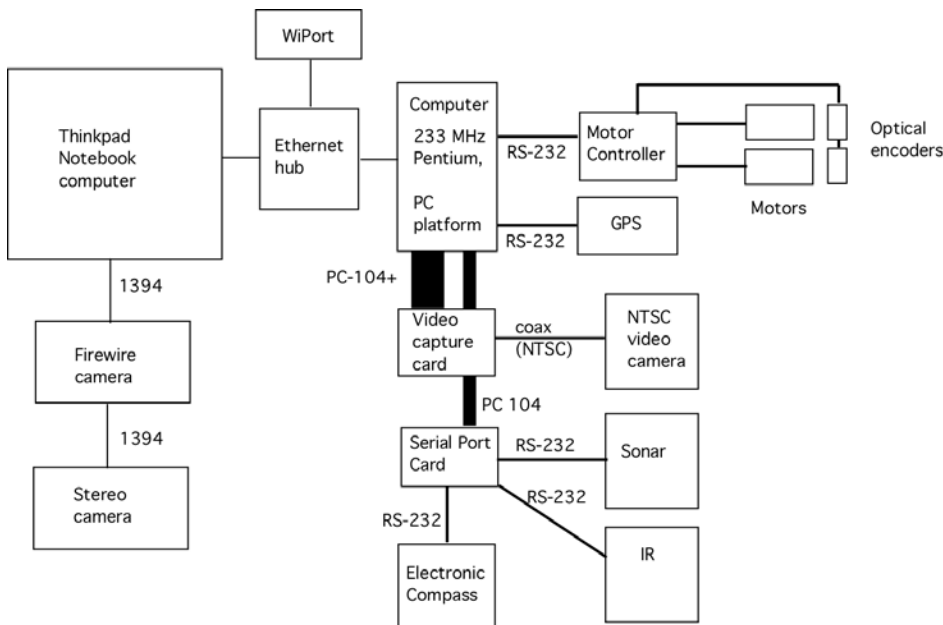 WiPort
Thinkpad
Notebook
computer
Ethernet
hub
Computer
233 MHz
Pentium,
PC
platform
RS-232
Motor
Controller
Optical
encoders
Motors
RS-232
GPS
PC-104+
1394
Firewire
camera
Video
capture
card
coax
(NTSC)
NTSC
video
camera
PC 104
1394
Stereo
camera
Serial Port
Card
RS-232
Sonar
RS-232
RS-232
IR
Electronic
Compass